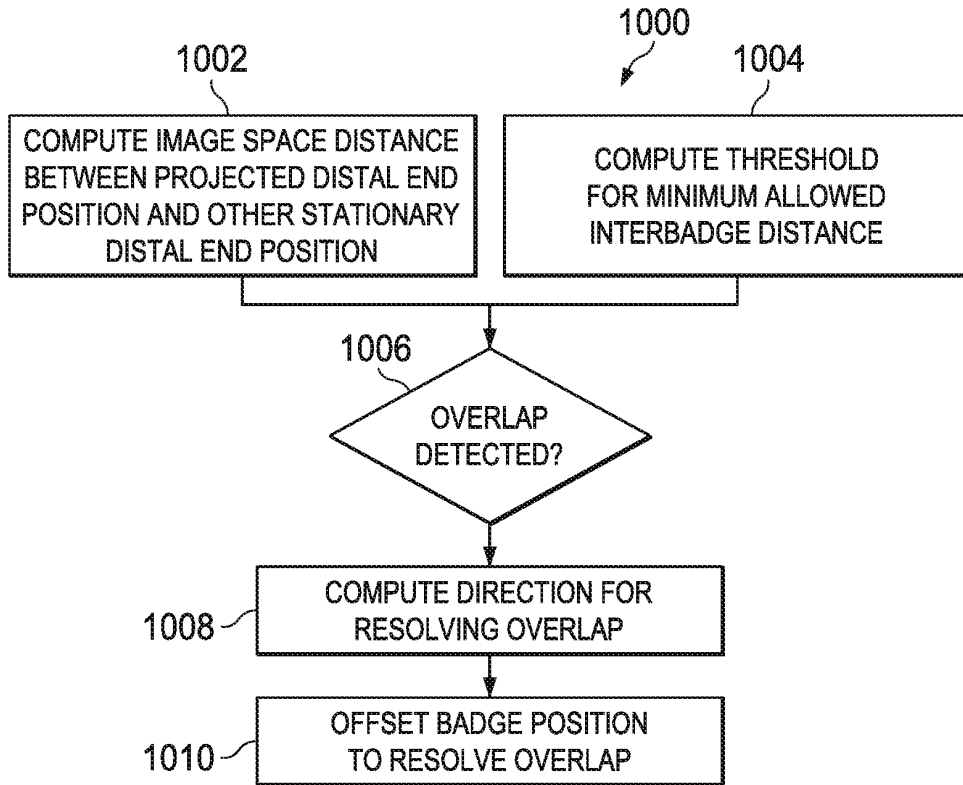 1000
1002
1004
COMPUTE IMAGE SPACE DISTANCE
BETWEEN PROJECTED DISTAL END
POSITION AND OTHER STATIONARY
DISTAL END POSITION
COMPUTE THRESHOLD
FOR MINIMUM ALLOWED
INTERBADGE DISTANCE
1006
OVERLAP
DETECTED?
COMPUTE DIRECTION FOR
RESOLVING OVERLAP
1008
OFFSET BADGE POSITION
TO RESOLVE OVERLAP
1010